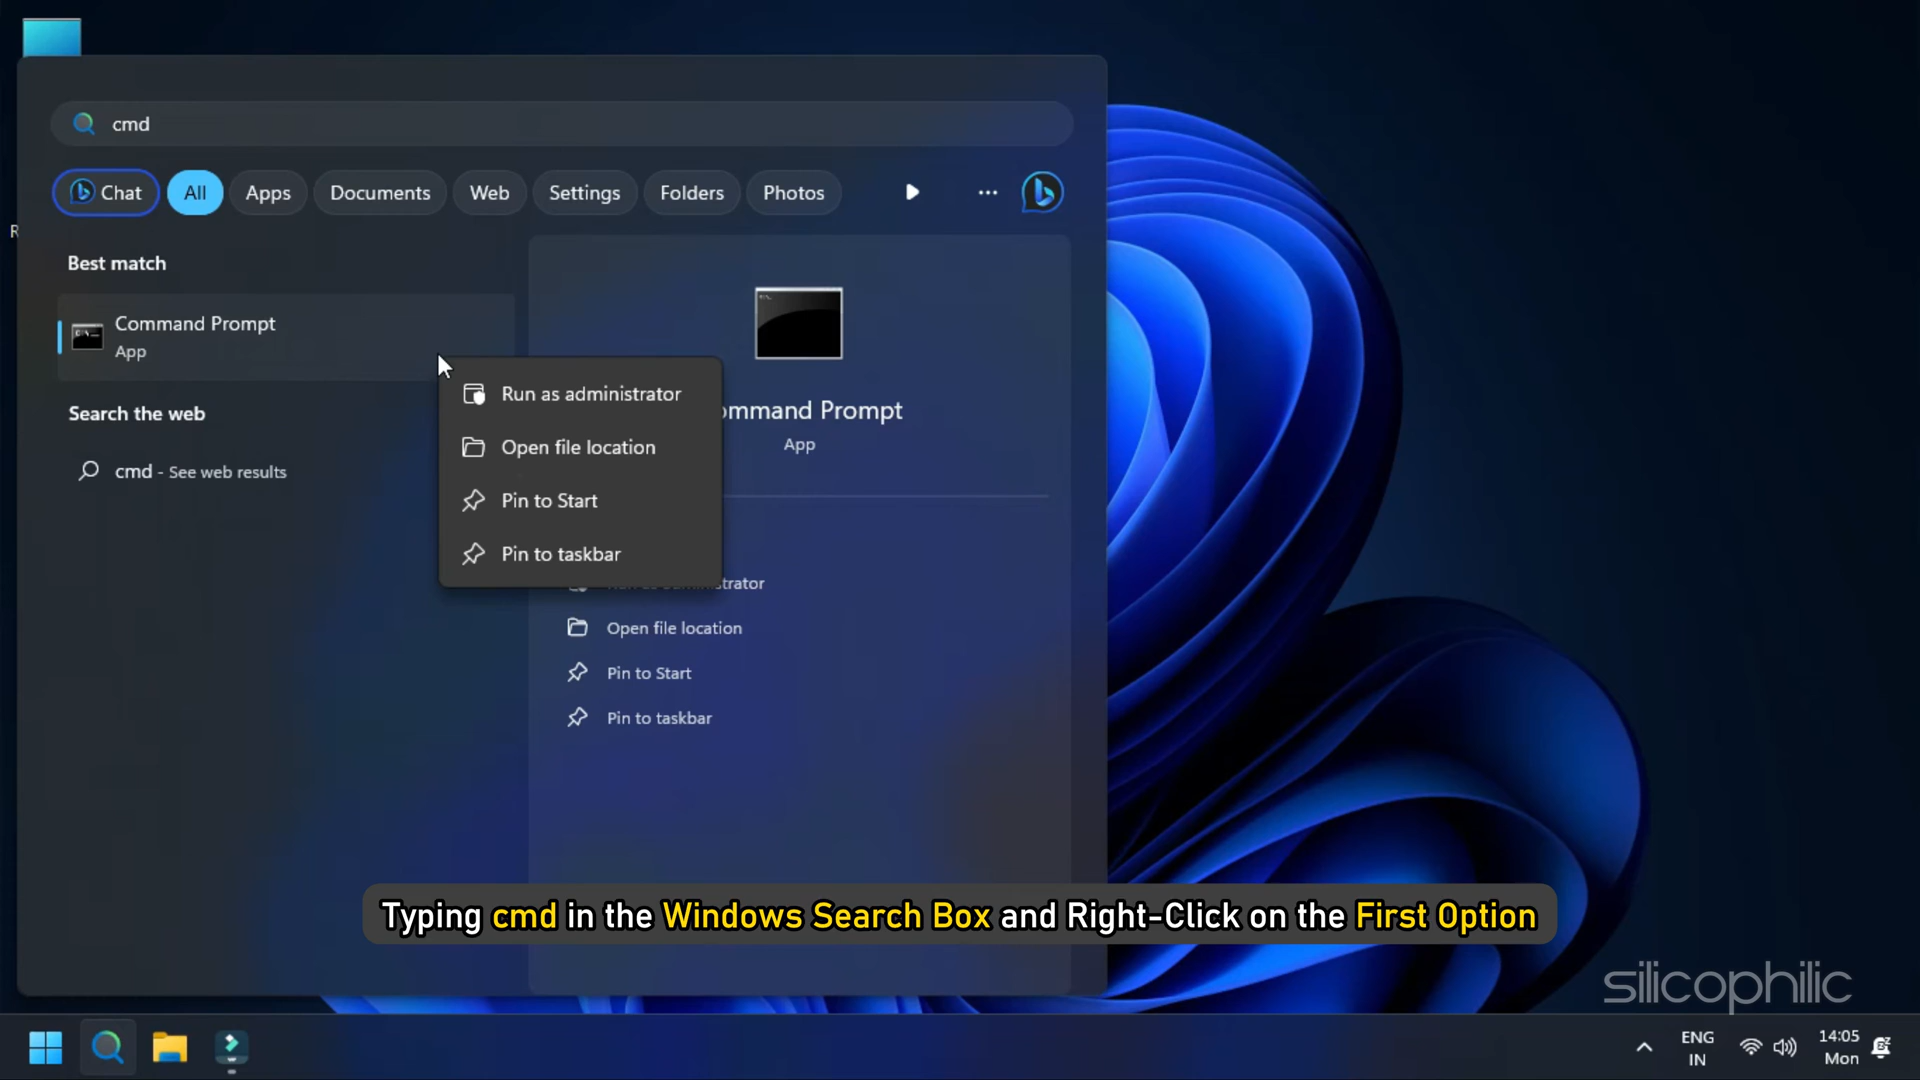 cmd
Chat
All
Apps
Documents
Web
Settings
Folders
Photos
Best match
Command Prompt
App
Search the web
cmd - See web results
Run as administrator
Open file location
Pin to Start
Pin to taskbar
ommand Prompt
App
trator
Open file location
Pin to Start
Pin to taskbar
R
Typing cmd in the Windows Search Box and Right-Click on the First Option
silicophilic
ENG
IN
14:05
Mon